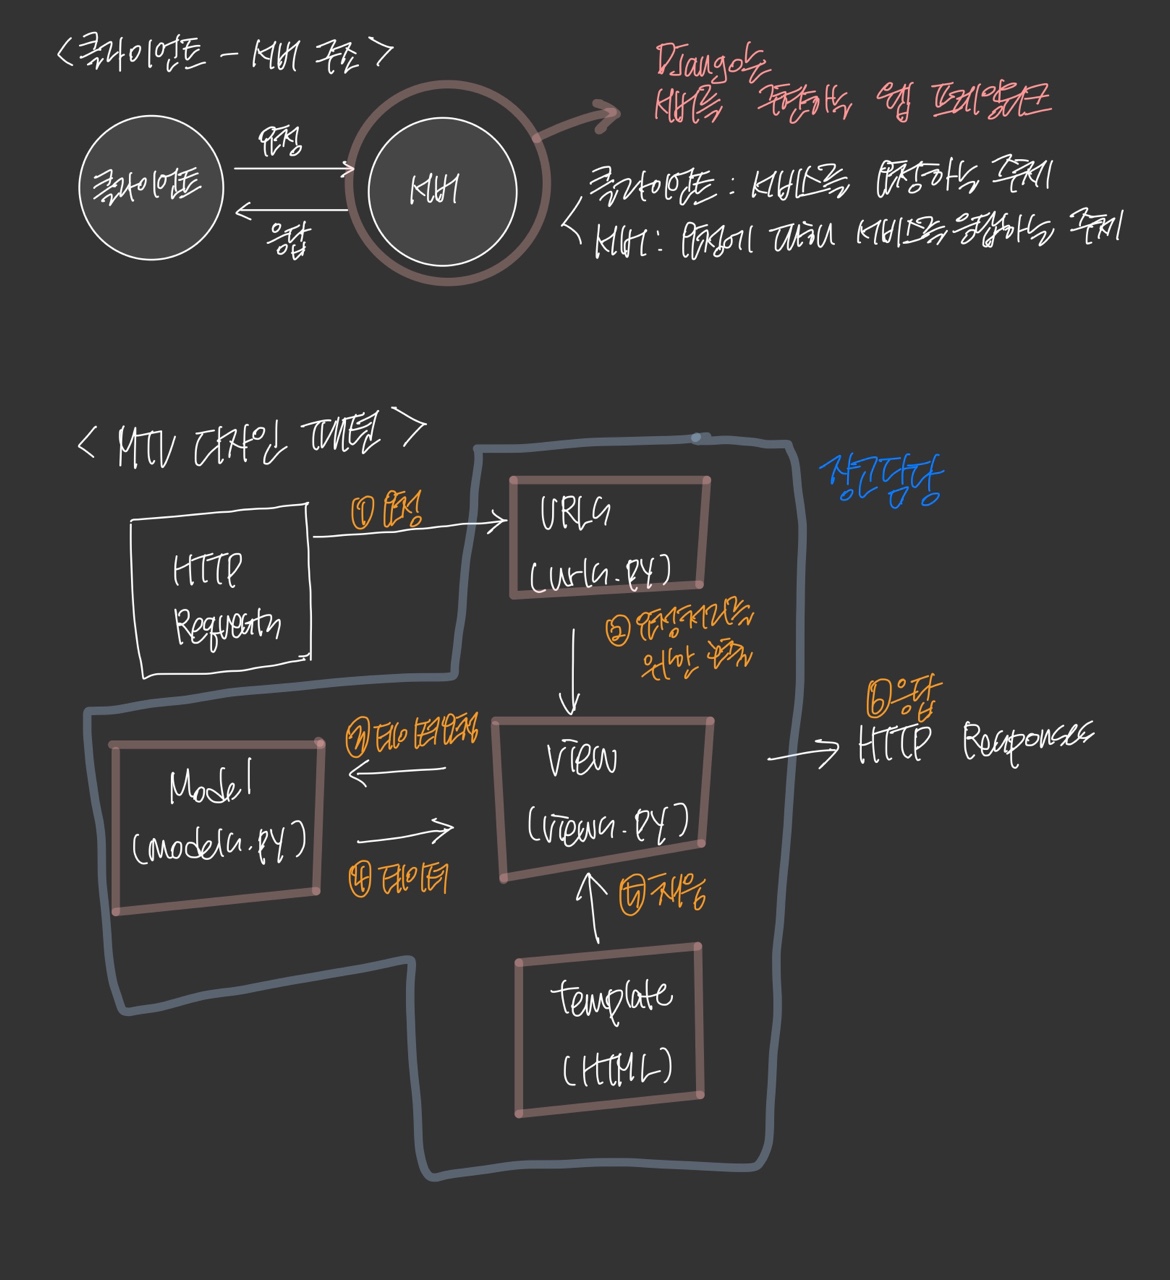 <클라이언트 - 서버 구조>
Django는
서버를 구현하는 웹 프레임워크
클라이언트
요청
응답
서버
클라이언트 : 서비스를 요청하는 주체
서버 : 요청에 대해 서비스를 응답하는 주체
< MTV 디자인 패턴 >
장고담당
HTTP
Requests
① 요청
URLs
(urls.py)
② 요청처리를
위한 호출
③ 데이터요청
Model
(models.py)
④ 데이터
View
(views.py)
⑤ 채움
template
(HTML)
⑥ 응답
HTTP Responses